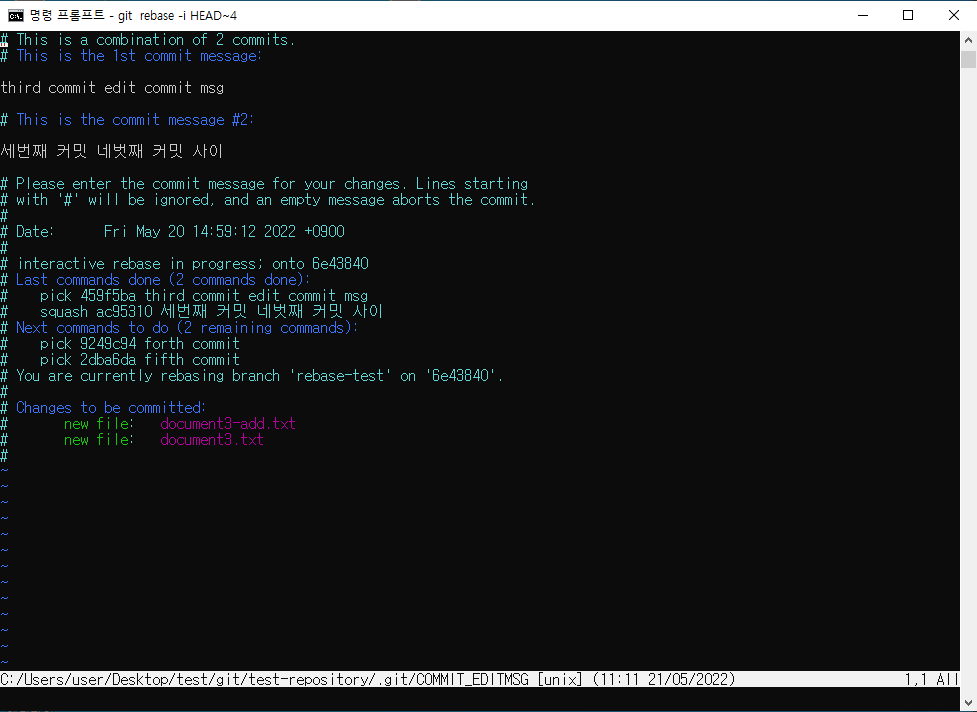 명령 프롬프트 - git  rebase -i HEAD~4
# This is a combination of 2 commits.
# This is the 1st commit message:
third commit edit commit msg
# This is the commit message #2:
세번째 커밋 네벗째 커밋 사이
# Please enter the commit message for your changes. Lines starting
# with '#' will be ignored, and an empty message aborts the commit.
#
# Date:      Fri May 20 14:59:12 2022 +0900
#
# interactive rebase in progress; onto 6e43840
# Last commands done (2 commands done):
#    pick 459f5ba third commit edit commit msg
#    squash ac95310 세번째 커밋 네벗째 커밋 사이
# Next commands to do (2 remaining commands):
#    pick 9249c94 forth commit
#    pick 2dba6da fifth commit
# You are currently rebasing branch 'rebase-test' on '6e43840'.
#
# Changes to be committed:
#       new file:   document3-add.txt
#       new file:   document3.txt
#
~
~
~
~
~
~
~
~
~
~
~
~
~
C:/Users/user/Desktop/test/git/test-repository/.git/COMMIT_EDITMSG [unix] (11:11 21/05/2022) 1,1 All